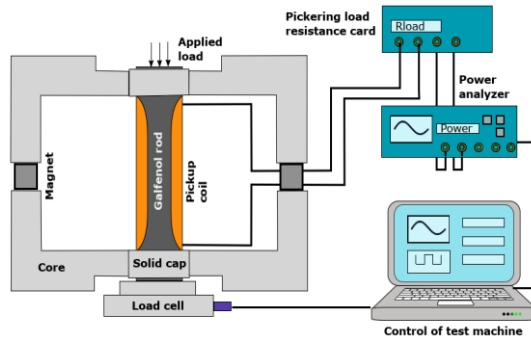 Pickering load
resistance card
Rload
Applied
load
Power
analyzer
Power
Galfenol rod
Pickup
coil
Magnet
Core
Solid cap
Load cell
Control of test machine